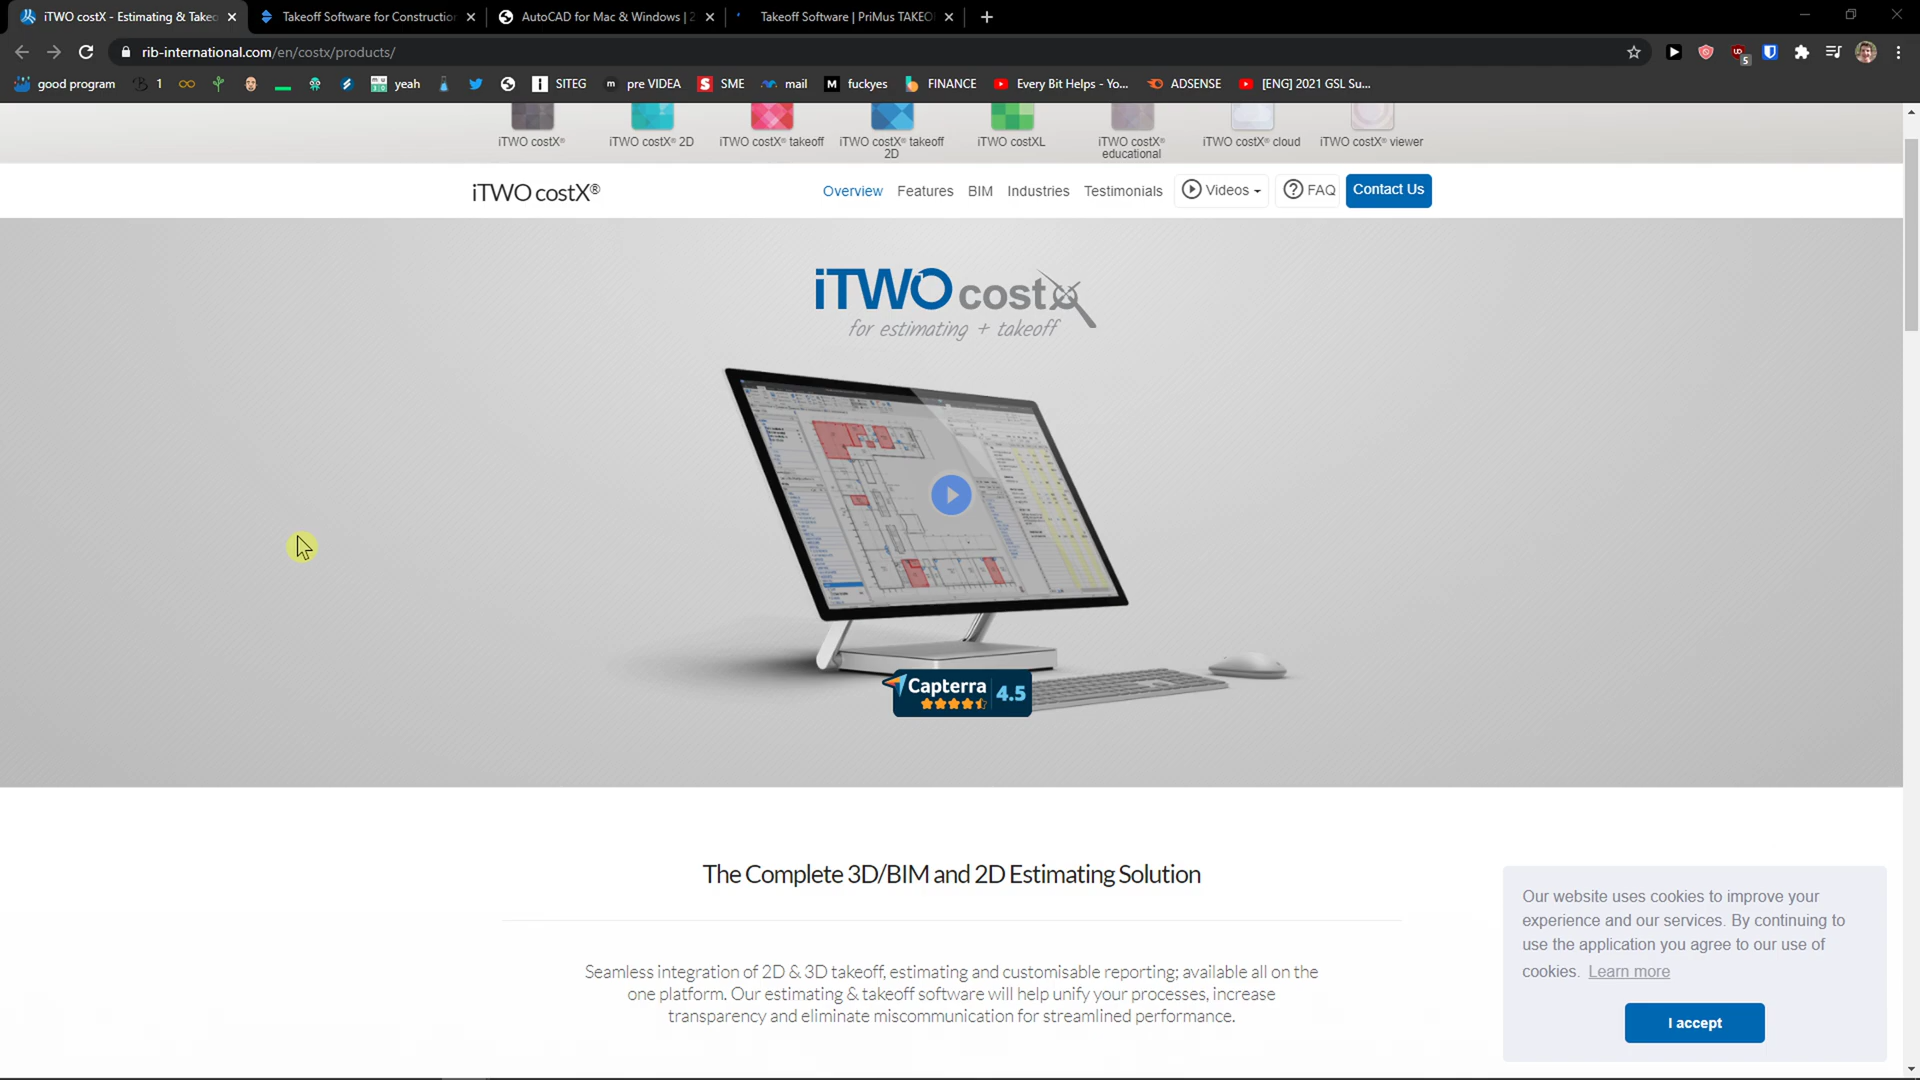 iTWO costX - Estimating & Takeo
Takeoff Software for Construction
AutoCAD for Mac & Windows | 2
Takeoff Software | PriMus TAKEO
rib-international.com/en/costx/products/
5
good program
1
yeah
SITEG
pre VIDEA
SME
mail
fuckyes
FINANCE
Every Bit Helps - Yo...
ADSENSE
[ENG] 2021 GSL Su...
iTWO costX®
iTWO costX® 2D
iTWO costX® takeoff
iTWO costX® takeoff
2D
iTWO costXL
iTWO costX®
educational
iTWO costX® cloud
iTWO costX® viewer
iTWO costX®
Overview
Features
BIM
Industries
Testimonials
Videos
FAQ
Contact Us
iTWO costX
for estimating + takeoff
Capterra
4.5
The Complete 3D/BIM and 2D Estimating Solution
Seamless integration of 2D & 3D takeoff, estimating and customisable reporting; available all on the
one platform. Our estimating & takeoff software will help unify your processes, increase
transparency and eliminate miscommunication for streamlined performance.
Our website uses cookies to improve your
experience and our services. By continuing to
use the application you agree to our use of
cookies. Learn more
I accept